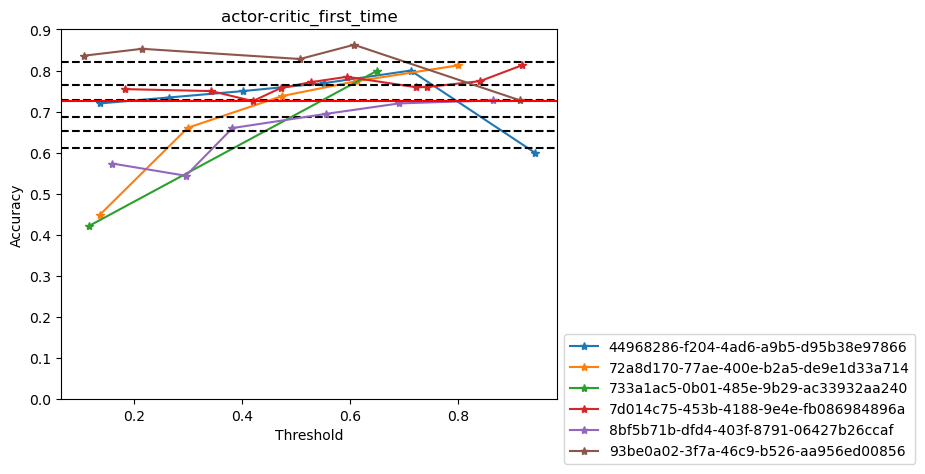 actor-critic_first_time
0.9
0.8
0.7
0.6
0.5
0.4
0.3
0.2
0.1
0.0
Accuracy
0.2 0.4 0.6 0.8
Threshold
44968286-f204-4ad6-a9b5-d95b38e97866
72a8d170-77ae-400e-b2a5-de9e1d33a714
733a1ac5-0b01-485e-9b29-ac33932aa240
7d014c75-453b-4188-9e4e-fb086984896a
8bf5b71b-dfd4-403f-8791-06427b26ccaf
93be0a02-3f7a-46c9-b526-aa956ed00856